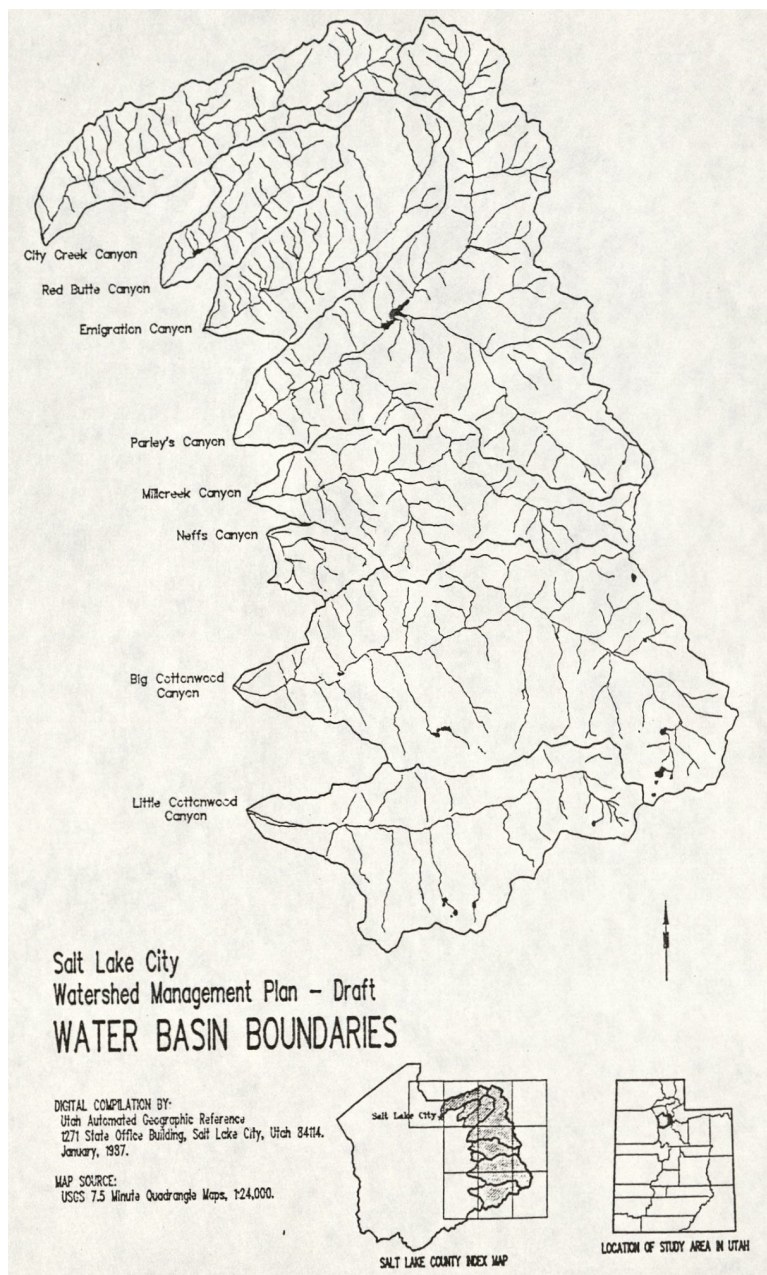 City Creek Canyon
Red Butte Canyon
Emigration Canyon
Parley's Canyon
Millcreek Canyon
Neffs Canyon
Big Cottonwood
Canyon
Little Cottonwood
Canyon
N
Salt Lake City
Watershed Management Plan – Draft
WATER BASIN BOUNDARIES
DIGITAL COMPILATION BY:
Utah Automated Geographic Reference
1271 State Office Building, Salt Lake City, Utah 84114.
January, 1987.
MAP SOURCE:
USGS 7.5 Minute Quadrangle Maps, 1:24,000.
Salt Lake City
SALT LAKE COUNTY INDEX MAP
LOCATION OF STUDY AREA IN UTAH